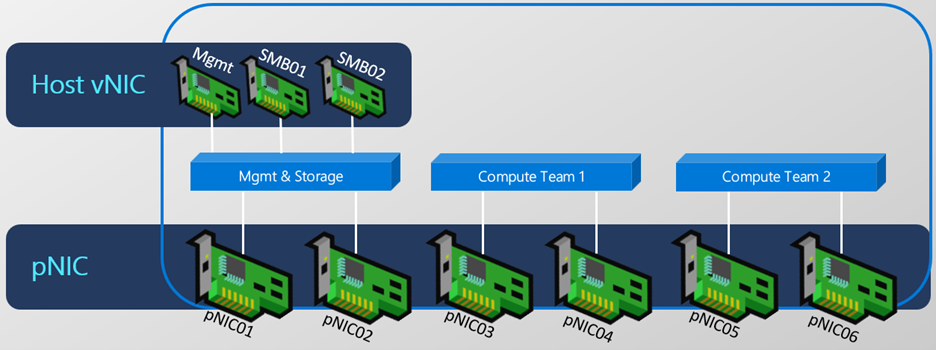 Mgmt
SMB01
SMB02
Host vNIC
Mgmt & Storage
Compute Team 1
Compute Team 2
pNIC
pNIC01
pNIC02
pNIC03
pNIC04
pNIC05
pNIC06